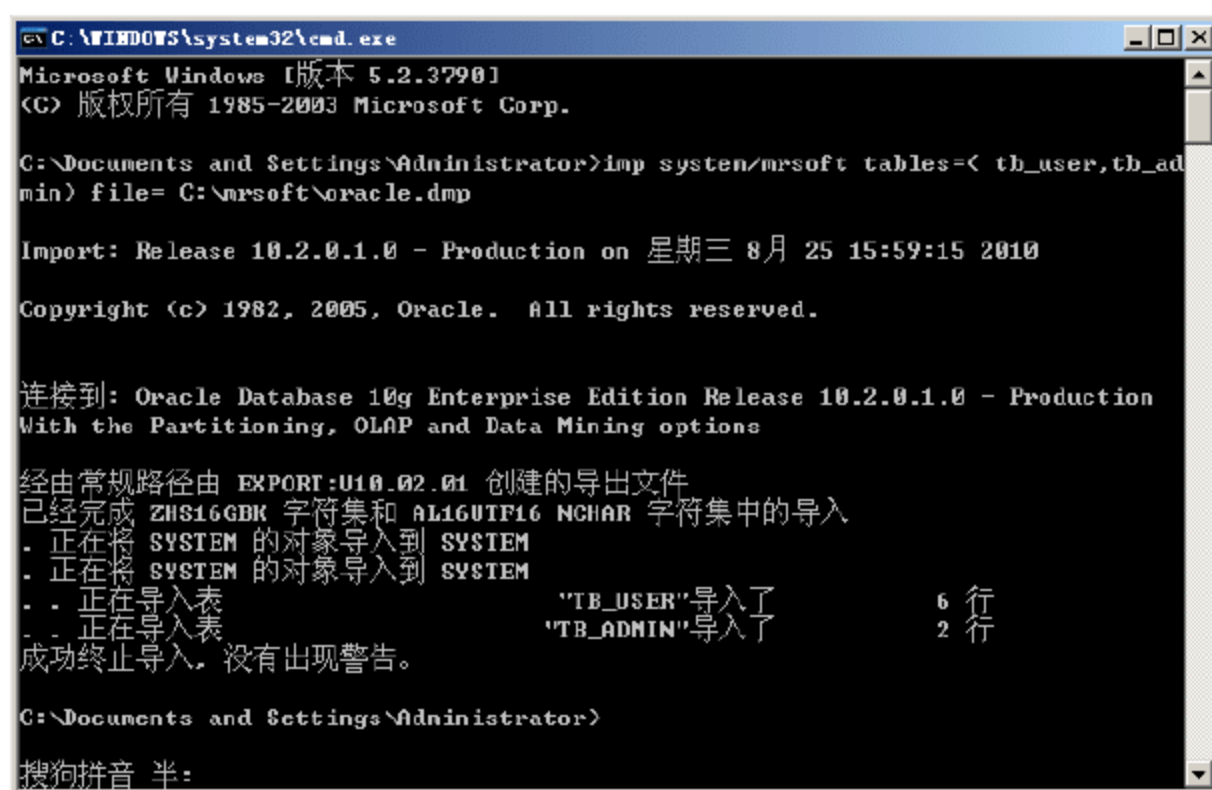 C:\WINDOWS\system32\cmd.exe
Microsoft Windows [版本 5.2.3790]
(C) 版权所有 1985-2003 Microsoft Corp.
C:\Documents and Settings\Administrator>imp system/mrsoft tables=( tb_user,tb_ad
min) file= C:\mrsoft\oracle.dmp
Import: Release 10.2.0.1.0 - Production on 星期三 8月 25 15:59:15 2010
Copyright (c) 1982, 2005, Oracle.  All rights reserved.
连接到: Oracle Database 10g Enterprise Edition Release 10.2.0.1.0 - Production
With the Partitioning, OLAP and Data Mining options
经由常规路径由 EXPORT:V10.02.01 创建的导出文件
已经完成 ZHS16GBK 字符集和 AL16UTF16 NCHAR 字符集中的导入
. 正在将 SYSTEM 的对象导入到 SYSTEM
. 正在将 SYSTEM 的对象导入到 SYSTEM
. . 正在导入表 "TB_USER"导入了 6 行
. . 正在导入表 "TB_ADMIN"导入了 2 行
成功终止导入, 没有出现警告。
C:\Documents and Settings\Administrator>
搜狗拼音 半: